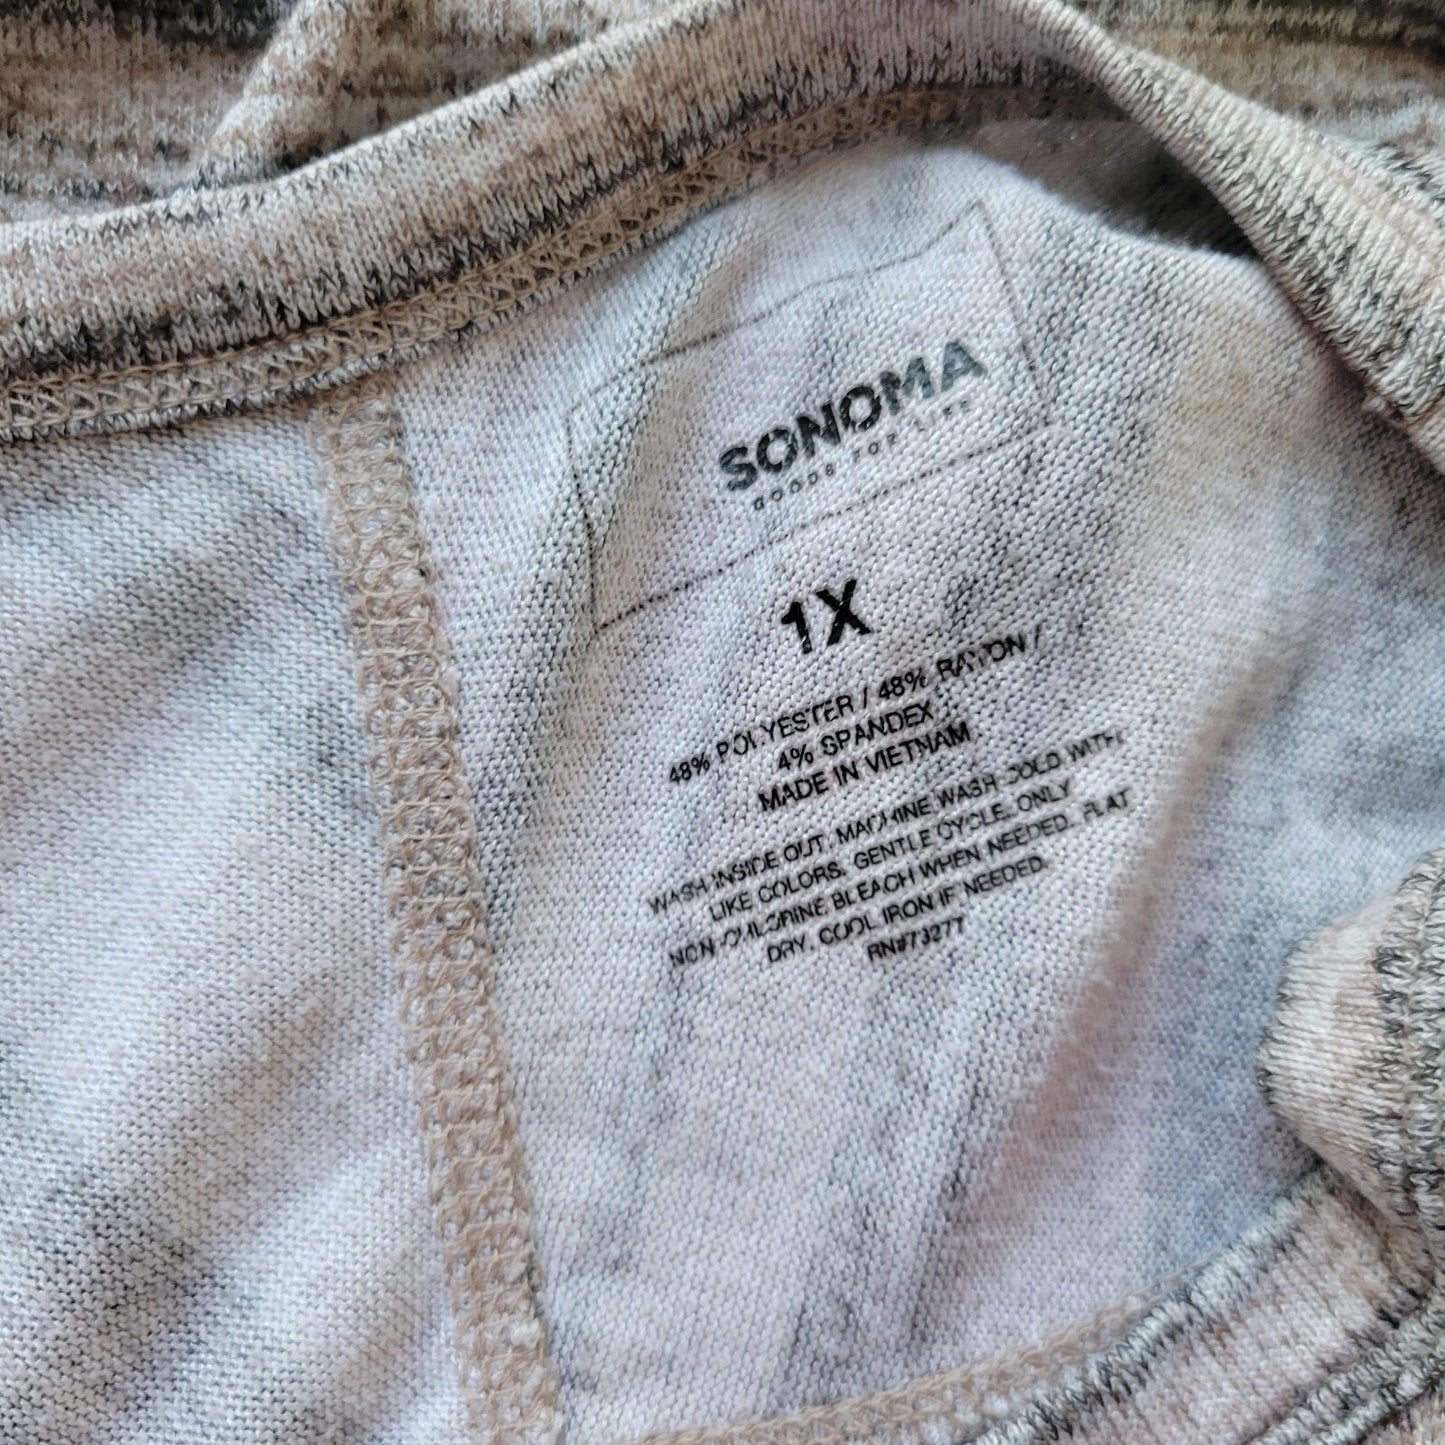 SONOMA
GOODS FOR LIFE
1X
48% POLYESTER / 48% RAYON /
4% SPANDEX
MADE IN VIETNAM
WASH INSIDE OUT. MACHINE WASH COLD WITH
LIKE COLORS. GENTLE CYCLE. ONLY
NON-CHLORINE BLEACH WHEN NEEDED. FLAT
DRY. COOL IRON IF NEEDED.
RN#73277